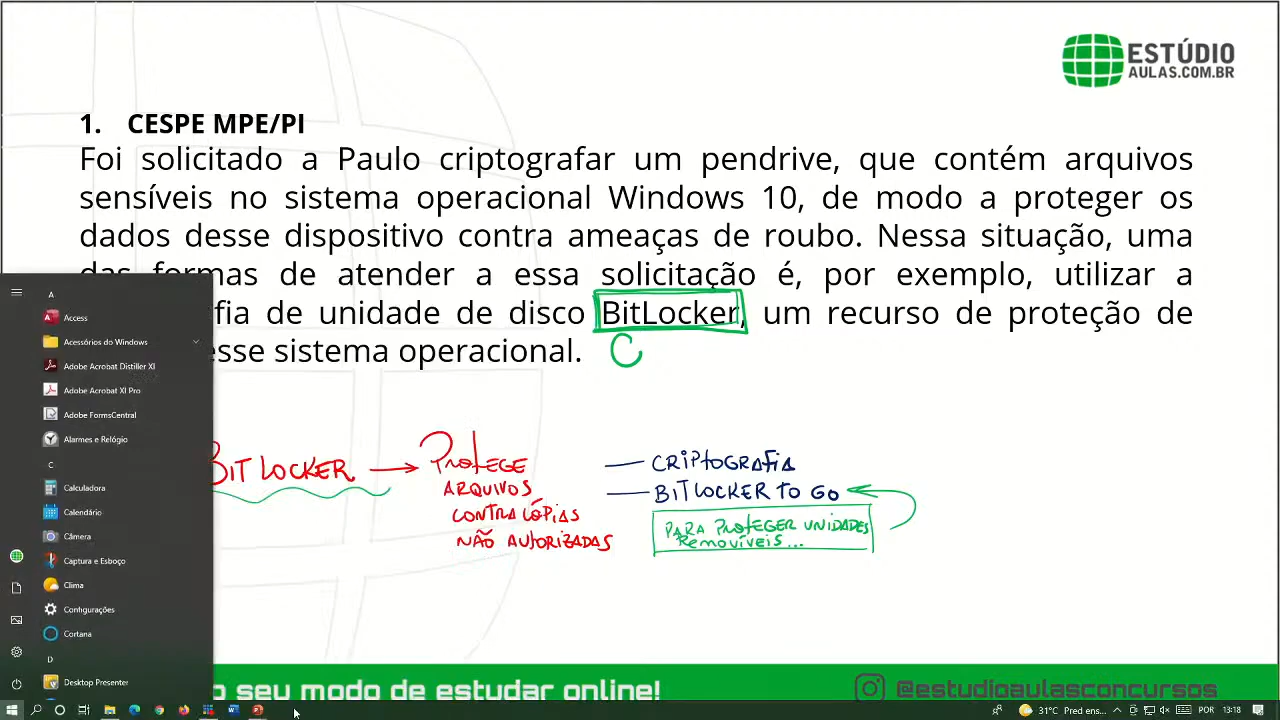 ESTÚDIO
AULAS.COM.BR
1. CESPE MPE/PI
Foi solicitado a Paulo criptografar um pendrive, que contém arquivos
sensíveis no sistema operacional Windows 10, de modo a proteger os
dados desse dispositivo contra ameaças de roubo. Nessa situação, uma
das formas de atender a essa solicitação é, por exemplo, utilizar a
fia de unidade de disco BitLocker, um recurso de proteção de
esse sistema operacional. C
A
Access
Acessórios do Windows
Adobe Acrobat Distiller XI
Adobe Acrobat XI Pro
Adobe FormsCentral
Alarmes e Relógio
C
Calculadora
Calendário
Câmera
Captura e Esboço
Clima
Configurações
Cortana
D
Desktop Presenter
BITLOCKER
PROTEGE
ARQUIVOS
CONTRA CÓPIAS
NÃO AUTORIZADAS
CRIPTOGRAFIA
BITLOCKER TO GO
PARA PROTEGER UNIDADES
REMOVÍVEIS...
o seu modo de estudar online!
@estudioaulasconcursos
31°C Pred ens... POR 13:18